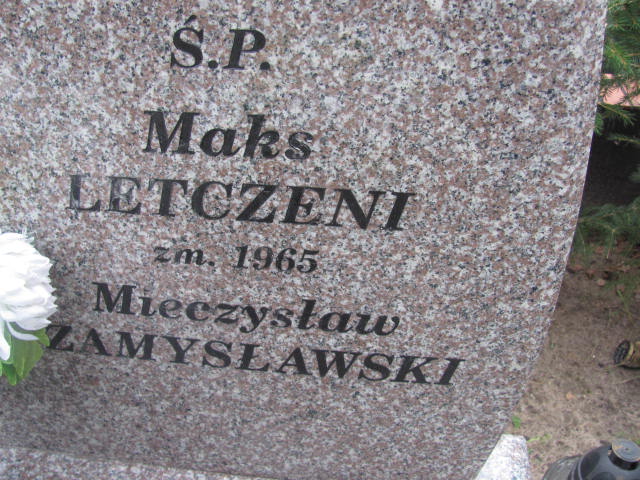 Ś.P.
Maks
LETCZENI
zm. 1965
Mieczysław
ZAMYSŁAWSKI